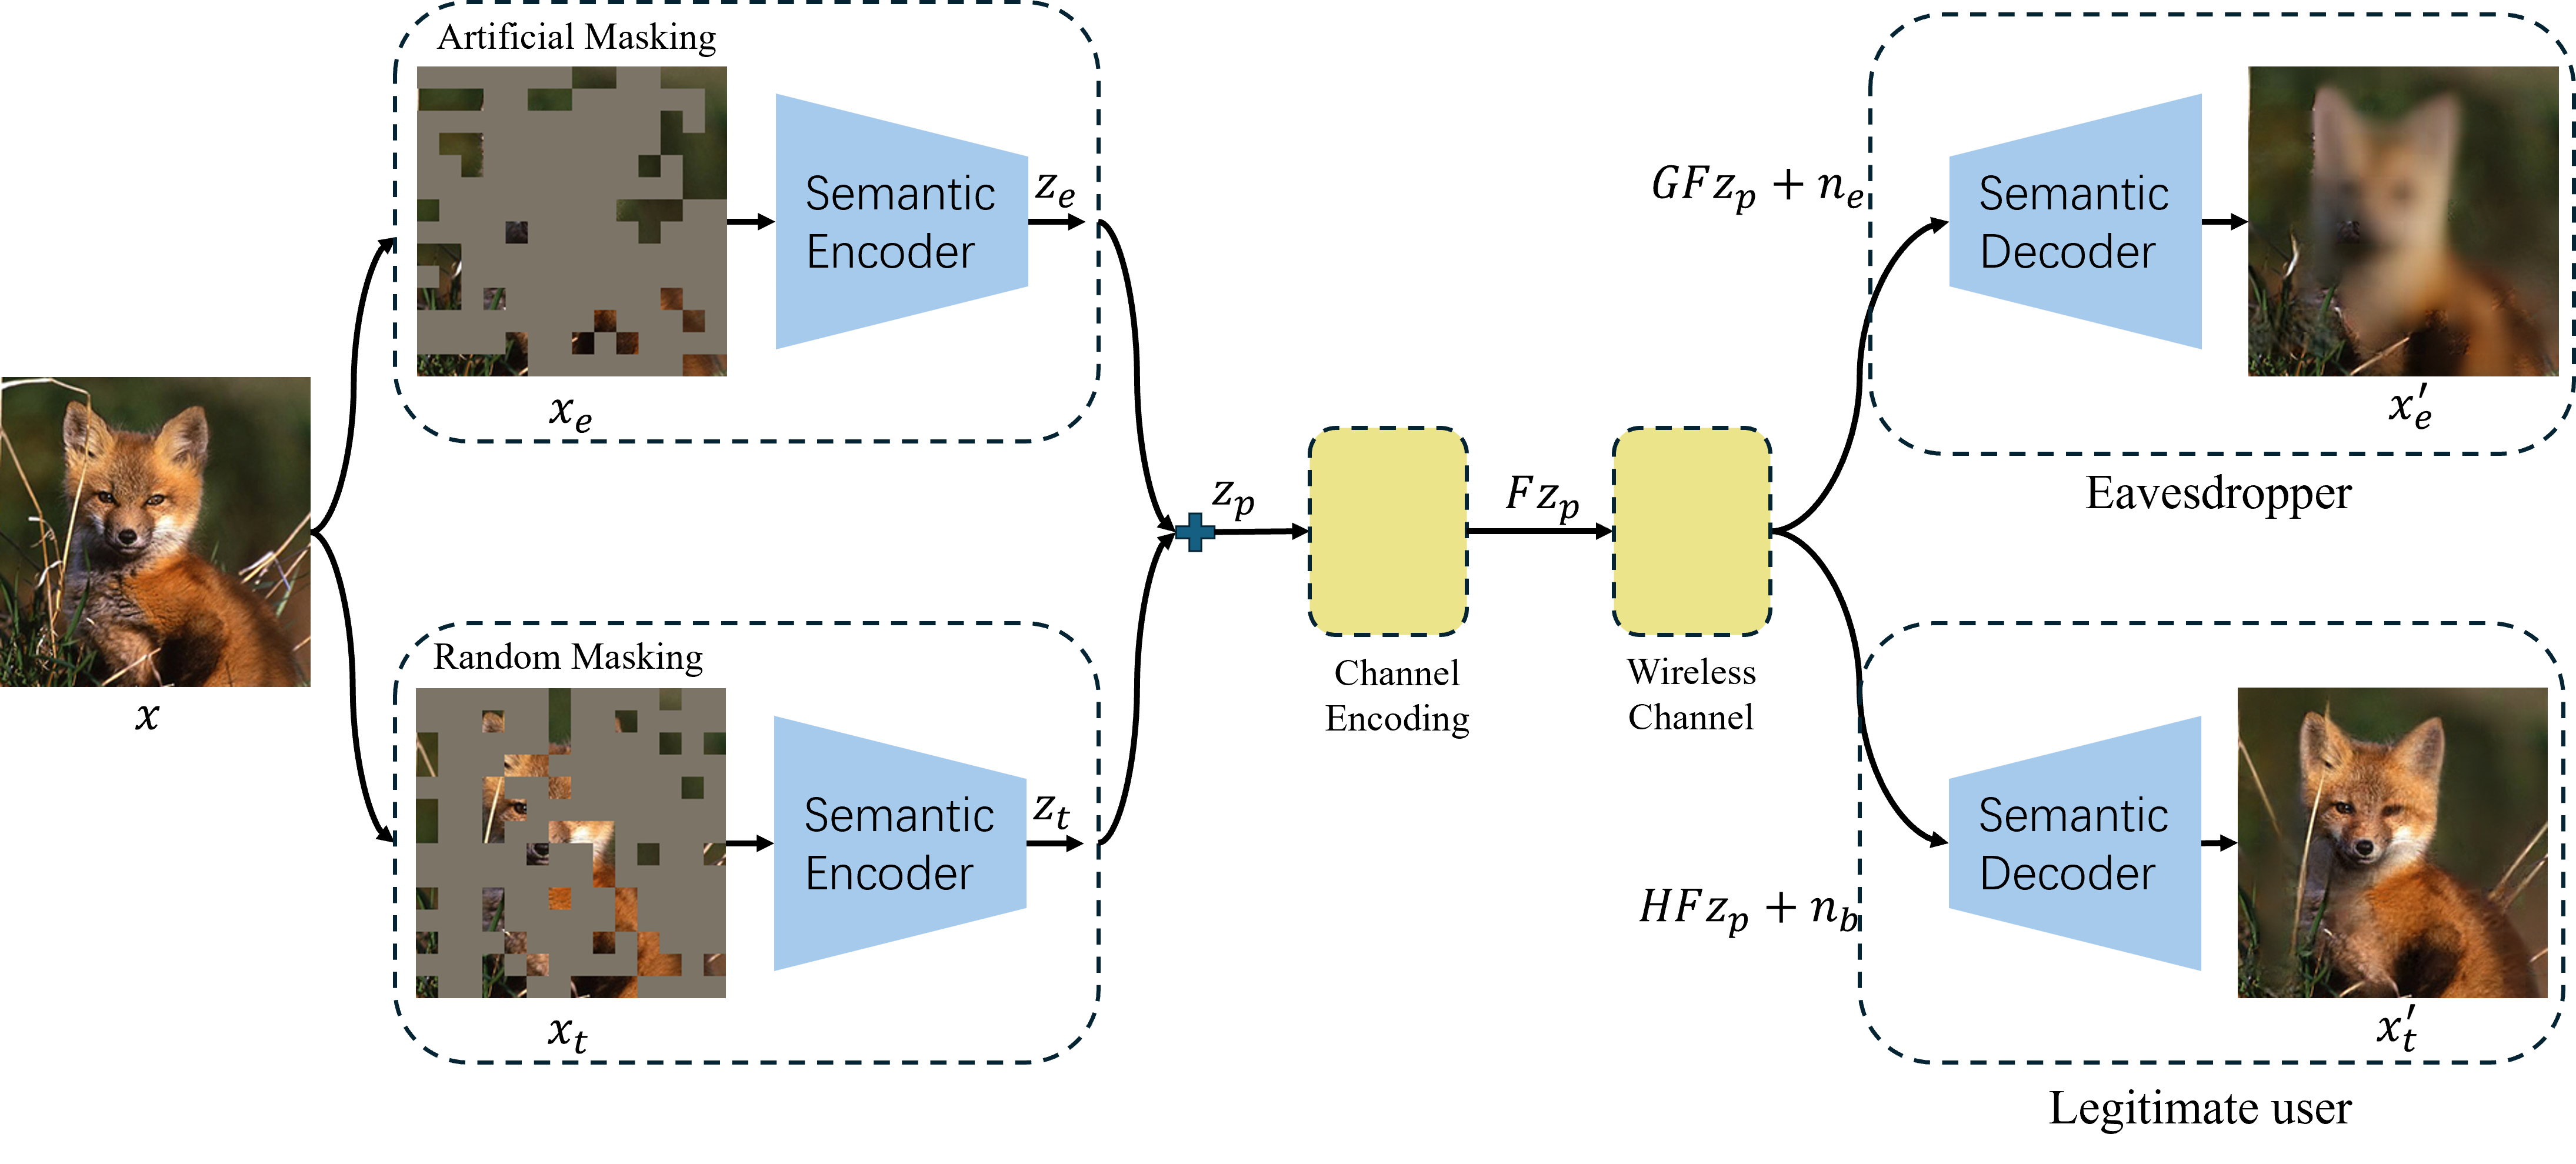 Artificial Masking
Semantic
Encoder
z_e
x_e
x
Random Masking
Semantic
Encoder
z_t
x_t
z_p
Channel
Encoding
Fz_p
Wireless
Channel
GFz_p + n_e
Semantic
Decoder
x'_e
Eavesdropper
HFz_p + n_b
Semantic
Decoder
x'_t
Legitimate user